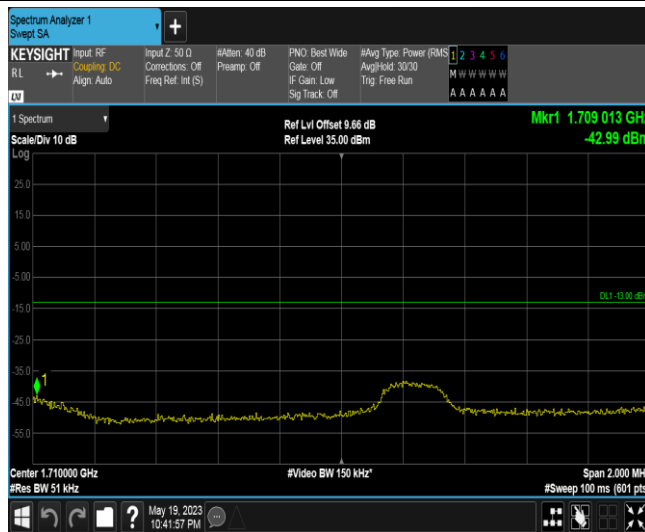 Spectrum Analyzer 1
Swept SA
+
KEYSIGHT
RL
LXI
Input: RF
Coupling: DC
Align: Auto
Input Z: 50 Ω
Corrections: Off
Freq Ref: Int (S)
#Atten: 40 dB
Preamp: Off
PNO: Best Wide
Gate: Off
IF Gain: Low
Sig Track: Off
#Avg Type: Power (RMS
Avg|Hold: 30/30
Trig: Free Run
1 2 3 4 5 6
M W W W W W
A A A A A A
1 Spectrum
Scale/Div 10 dB
Log
Ref Lvl Offset 9.66 dB
Ref Level 35.00 dBm
Mkr1 1.709 013 GH
-42.99 dBm
25.0
15.0
5.00
-5.00
-15.0
-25.0
-35.0
-45.0
-55.0
DL1 -13.00 dBm
1
Center 1.710000 GHz
#Res BW 51 kHz
#Video BW 150 kHz*
Span 2.000 MH
#Sweep 100 ms (601 pts
?
May 19, 2023
10:41:57 PM